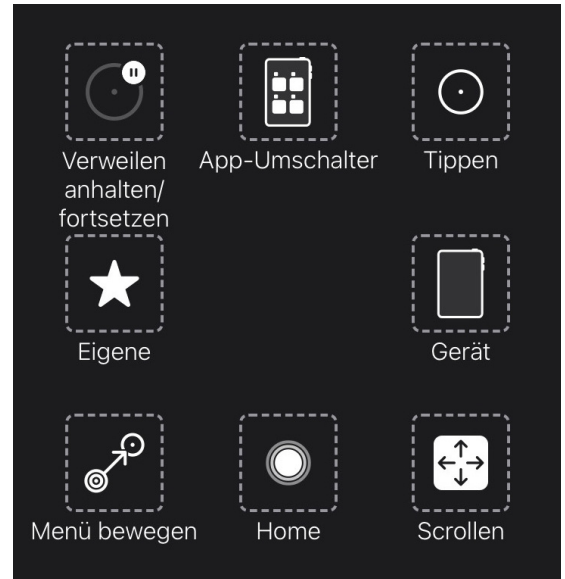 Verweilen
anhalten/
fortsetzen
App-Umschalter
Tippen
Eigene
Gerät
Menü bewegen
Home
Scrollen